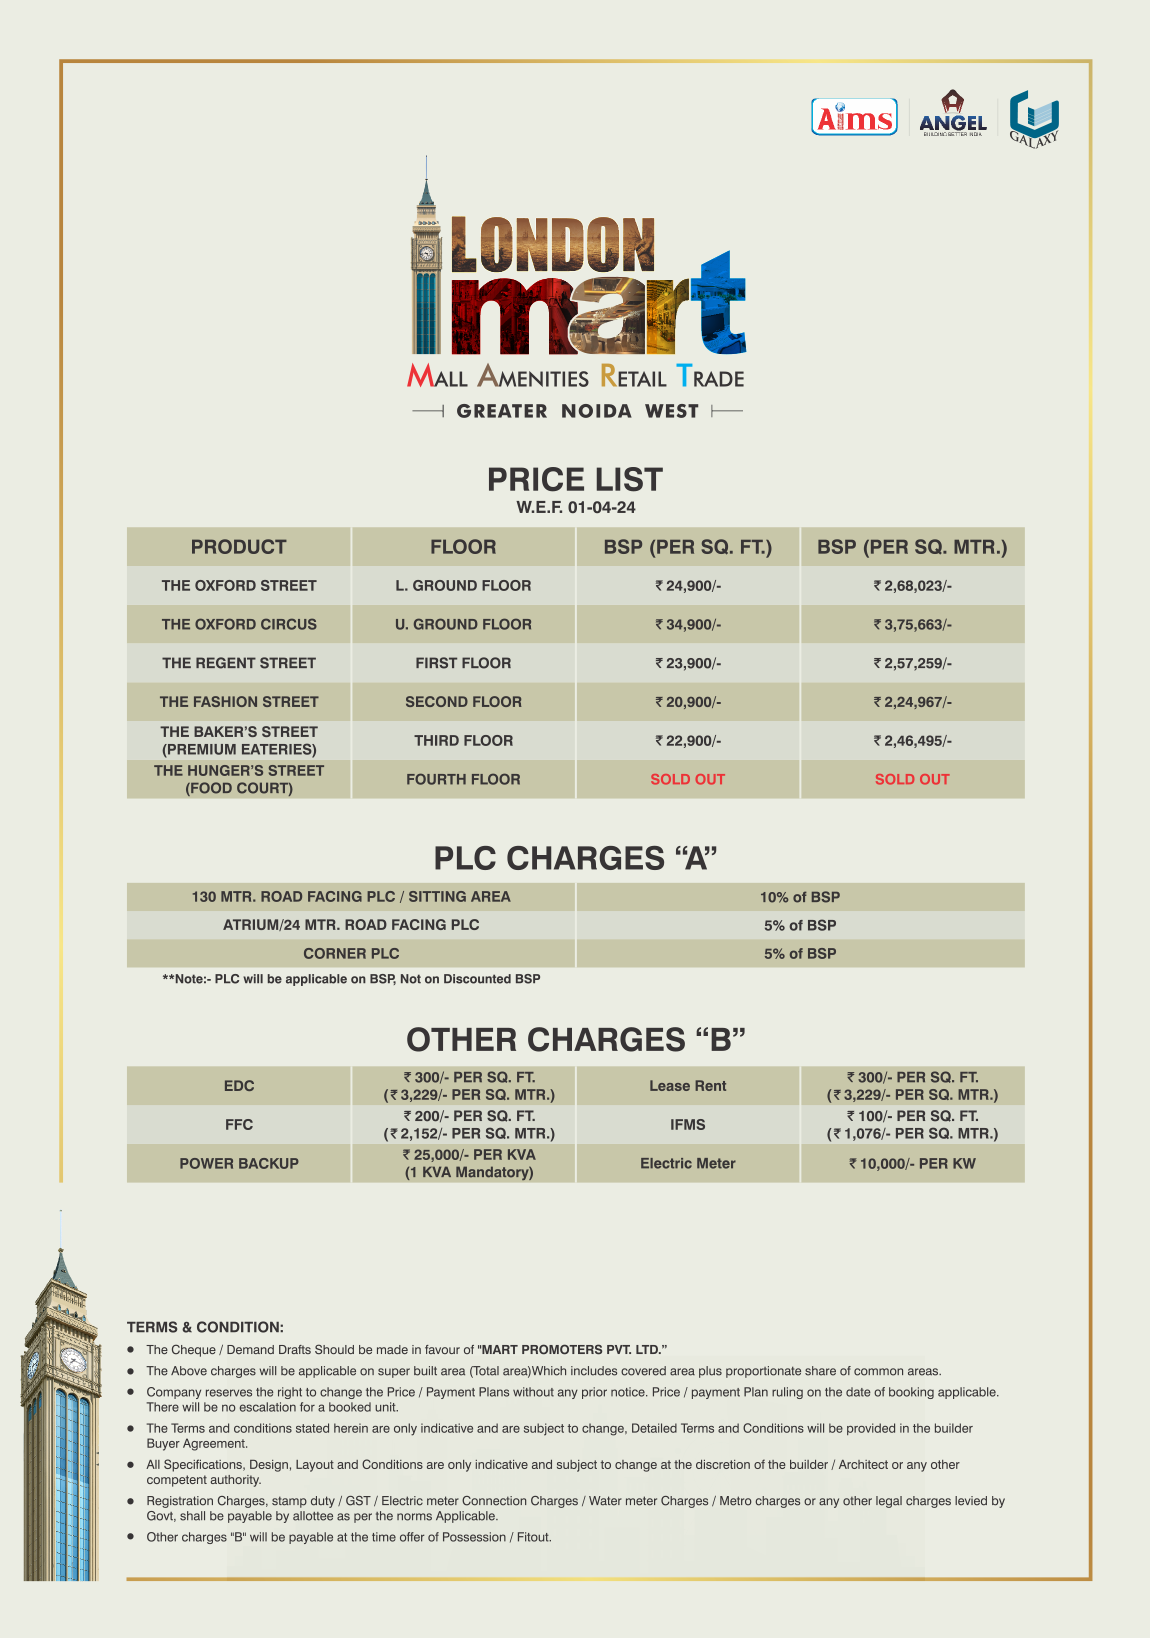 Aims
ANGEL
BUILDING BETTER INDIA
GALAXY
LONDON
mart
MALL AMENITIES RETAIL TRADE
GREATER NOIDA WEST
PRICE LIST
W.E.F. 01-04-24
PRODUCT FLOOR BSP (PER SQ. FT.) BSP (PER SQ. MTR.)
THE OXFORD STREET L. GROUND FLOOR ₹ 24,900/- ₹ 2,68,023/-
THE OXFORD CIRCUS U. GROUND FLOOR ₹ 34,900/- ₹ 3,75,663/-
THE REGENT STREET FIRST FLOOR ₹ 23,900/- ₹ 2,57,259/-
THE FASHION STREET SECOND FLOOR ₹ 20,900/- ₹ 2,24,967/-
THE BAKER'S STREET
(PREMIUM EATERIES) THIRD FLOOR ₹ 22,900/- ₹ 2,46,495/-
THE HUNGER'S STREET
(FOOD COURT) FOURTH FLOOR SOLD OUT SOLD OUT
PLC CHARGES “A”
130 MTR. ROAD FACING PLC / SITTING AREA 10% of BSP
ATRIUM/24 MTR. ROAD FACING PLC 5% of BSP
CORNER PLC 5% of BSP
**Note:- PLC will be applicable on BSP, Not on Discounted BSP
OTHER CHARGES “B”
EDC ₹ 300/- PER SQ. FT.
(₹ 3,229/- PER SQ. MTR.)
Lease Rent ₹ 300/- PER SQ. FT.
(₹ 3,229/- PER SQ. MTR.)
FFC ₹ 200/- PER SQ. FT.
(₹ 2,152/- PER SQ. MTR.)
IFMS ₹ 100/- PER SQ. FT.
(₹ 1,076/- PER SQ. MTR.)
POWER BACKUP ₹ 25,000/- PER KVA
(1 KVA Mandatory)
Electric Meter ₹ 10,000/- PER KW
TERMS & CONDITION:
● The Cheque / Demand Drafts Should be made in favour of "MART PROMOTERS PVT. LTD.”
● The Above charges will be applicable on super built area (Total area)Which includes covered area plus proportionate share of common areas.
● Company reserves the right to change the Price / Payment Plans without any prior notice. Price / payment Plan ruling on the date of booking applicable.
There will be no escalation for a booked unit.
● The Terms and conditions stated herein are only indicative and are subject to change, Detailed Terms and Conditions will be provided in the builder
Buyer Agreement.
● All Specifications, Design, Layout and Conditions are only indicative and subject to change at the discretion of the builder / Architect or any other
competent authority.
● Registration Charges, stamp duty / GST / Electric meter Connection Charges / Water meter Charges / Metro charges or any other legal charges levied by
Govt, shall be payable by allottee as per the norms Applicable.
● Other charges "B" will be payable at the time offer of Possession / Fitout.